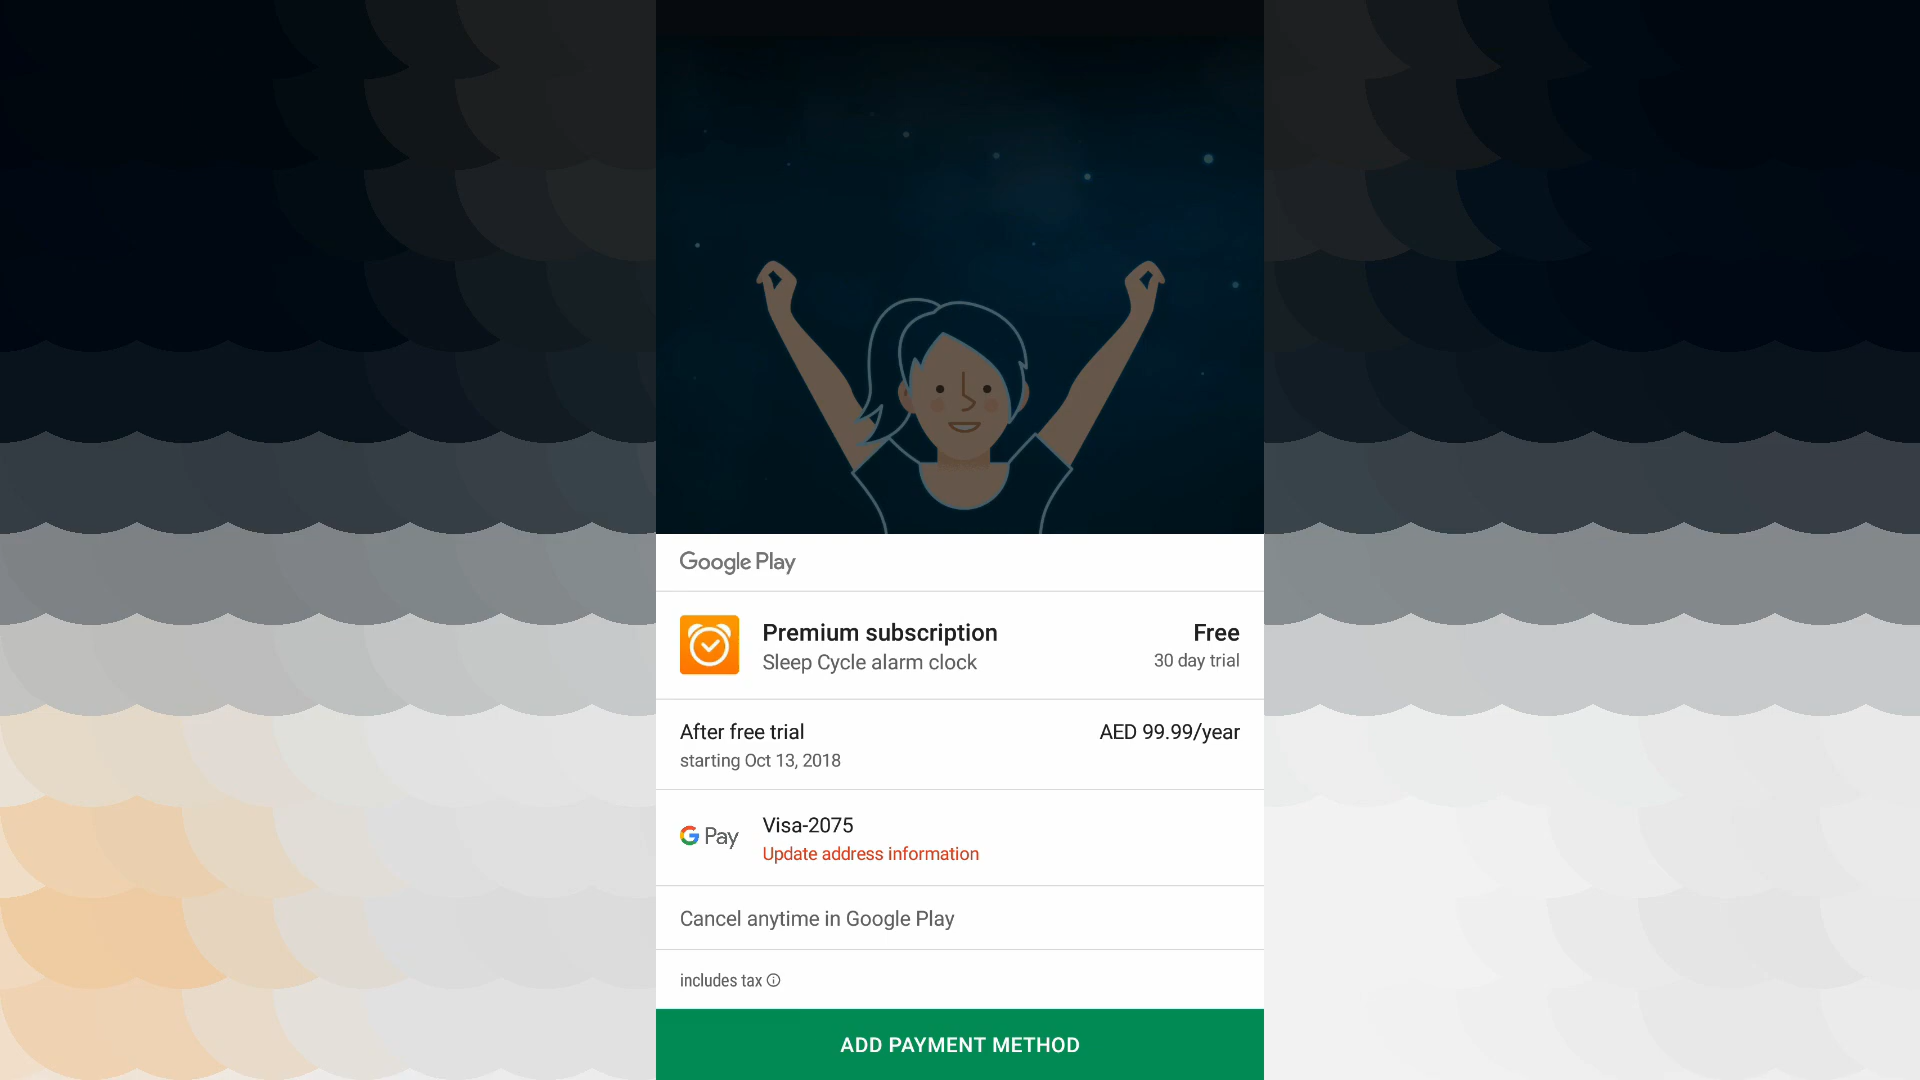 Google Play
Premium subscription
Free
Sleep Cycle alarm clock
30 day trial
After free trial
AED 99.99/year
starting Oct 13, 2018
G Pay
Visa-2075
Update address information
Cancel anytime in Google Play
includes tax
ADD PAYMENT METHOD